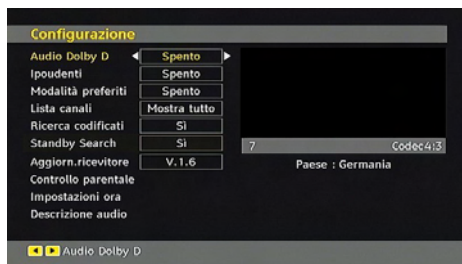 Configurazione
Audio Dolby D Spento
Ipoudenti Spento
Modalità preferiti Spento
Lista canali Mostra tutto
Ricerca codificati Sì
Standby Search Sì
Aggiorn.ricevitore V.1.6
Controllo parentale
Impostazioni ora
Descrizione audio
7 Codec4:3
Paese : Germania
Audio Dolby D